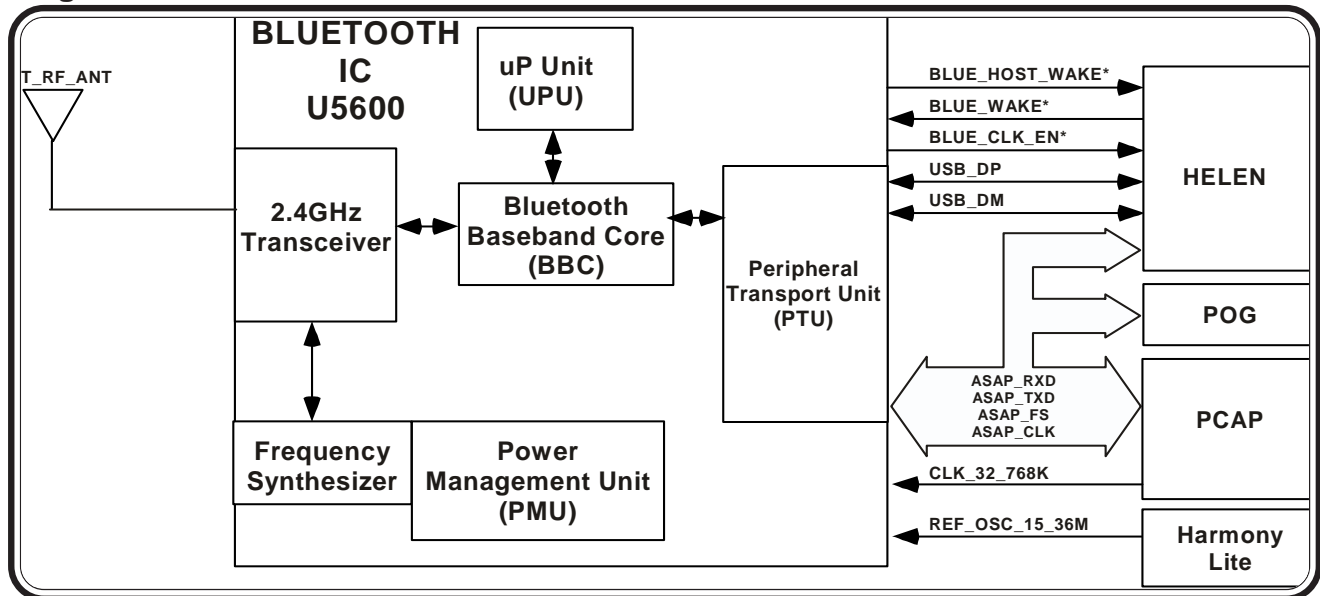 BLUETOOTH
IC
U5600
T_RF_ANT
uP Unit
(UPU)
2.4GHz
Transceiver
Bluetooth
Baseband Core
(BBC)
Peripheral
Transport Unit
(PTU)
Frequency
Synthesizer
Power
Management Unit
(PMU)
BLUE_HOST_WAKE*
BLUE_WAKE*
BLUE_CLK_EN*
USB_DP
USB_DM
HELEN
POG
ASAP_RXD
ASAP_TXD
ASAP_FS
ASAP_CLK
PCAP
CLK_32_768K
REF_OSC_15_36M
Harmony
Lite